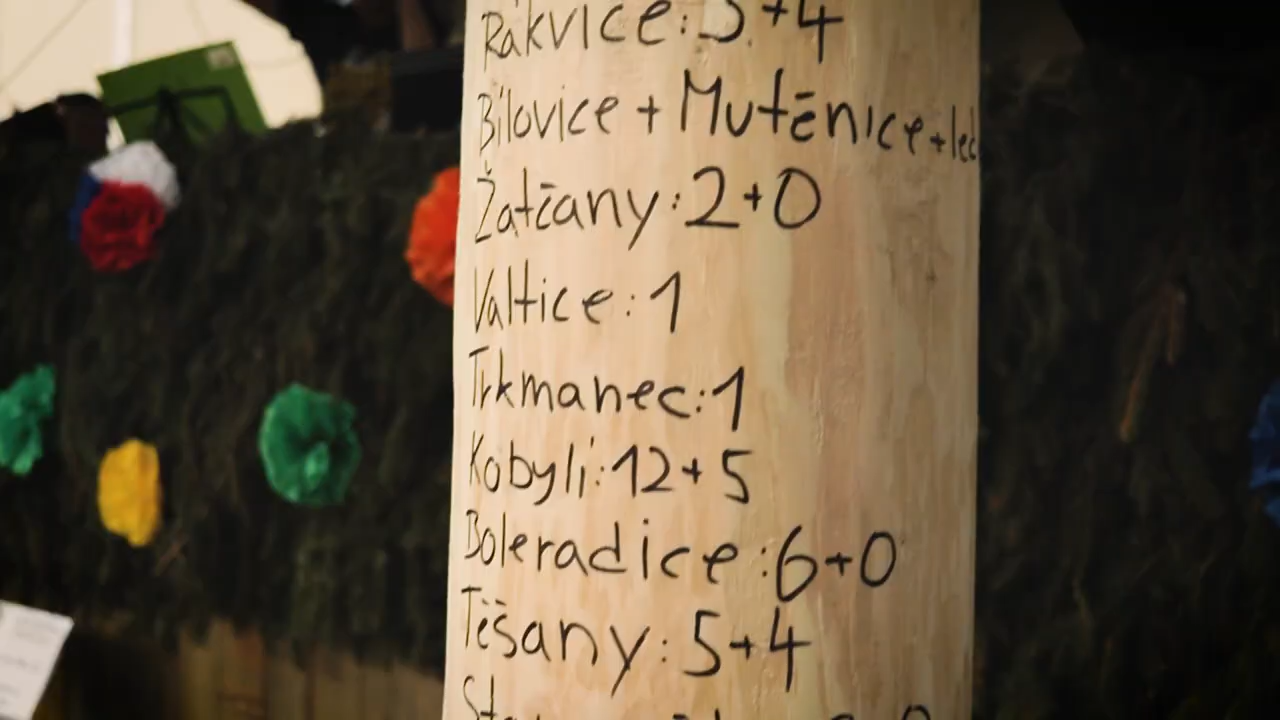 Rakvice: 5+4
Bílovice + Mutěnice + led
Žatčany: 2+0
Valtice: 1
Trkmanec: 1
Kobylí: 12+5
Boleradice: 6+0
Těšany: 5+4